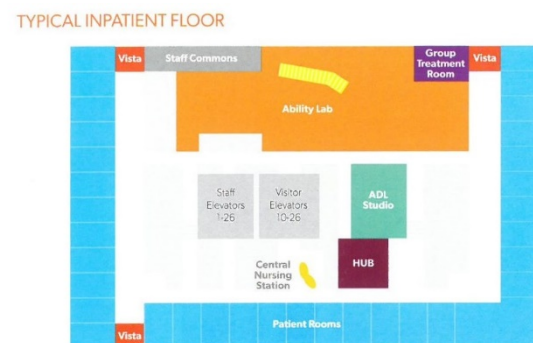 TYPICAL INPATIENT FLOOR
Vista
Staff Commons
Group
Treatment
Room
Vista
Ability Lab
Staff
Elevators
1-26
Visitor
Elevators
10-26
ADL
Studio
HUB
Central
Nursing
Station
Patient Rooms
Vista